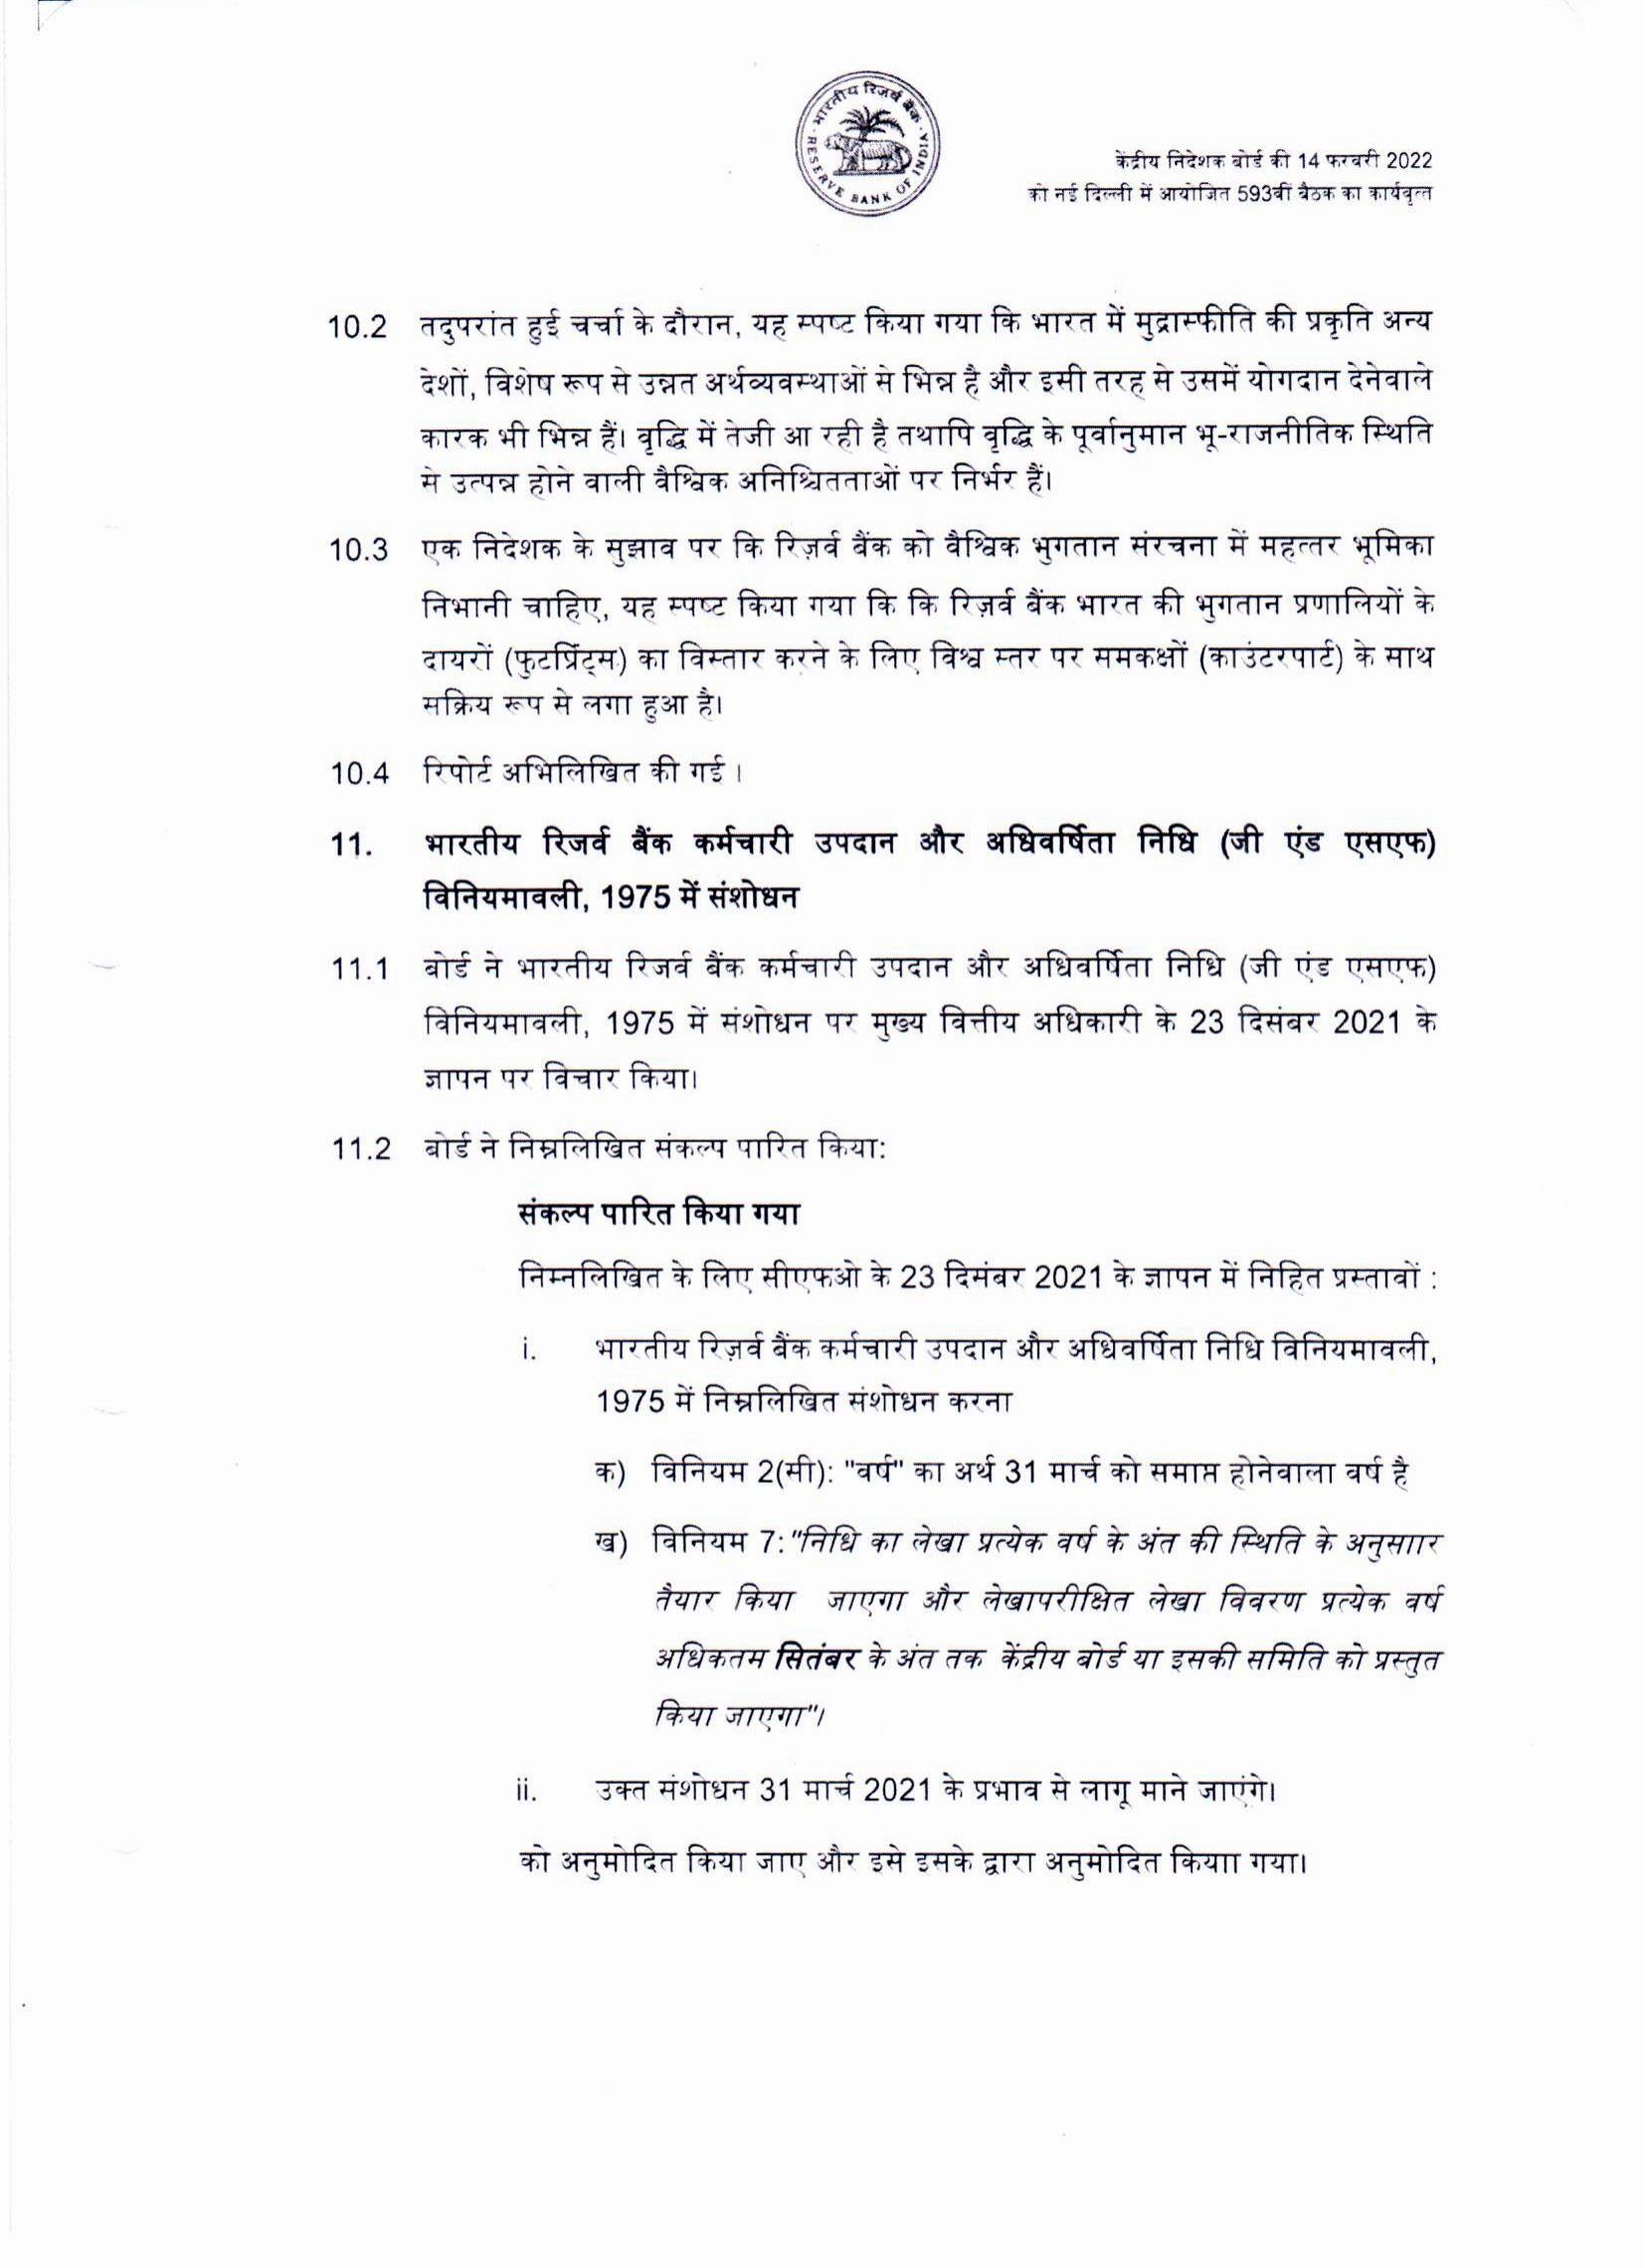 भारतीय रिज़र्व बैंक
RESERVE BANK OF INDIA
केंद्रीय निदेशक बोर्ड की 14 फरवरी 2022
को नई दिल्ली में आयोजित 593वीं बैठक का कार्यवृत्त
10.2 तदुपरांत हुई चर्चा के दौरान, यह स्पष्ट किया गया कि भारत में मुद्रास्फीति की प्रकृति अन्य
देशों, विशेष रूप से उन्नत अर्थव्यवस्थाओं से भिन्न है और इसी तरह से उसमें योगदान देनेवाले
कारक भी भिन्न हैं। वृद्धि में तेजी आ रही है तथापि वृद्धि के पूर्वानुमान भू-राजनीतिक स्थिति
से उत्पन्न होने वाली वैश्विक अनिश्चितताओं पर निर्भर हैं।
10.3 एक निदेशक के सुझाव पर कि रिज़र्व बैंक को वैश्विक भुगतान संरचना में महत्तर भूमिका
निभानी चाहिए, यह स्पष्ट किया गया कि कि रिज़र्व बैंक भारत की भुगतान प्रणालियों के
दायरों (फुटप्रिंट्स) का विस्तार करने के लिए विश्व स्तर पर समकक्षों (काउंटरपार्ट) के साथ
सक्रिय रूप से लगा हुआ है।
10.4 रिपोर्ट अभिलिखित की गई ।
11. भारतीय रिजर्व बैंक कर्मचारी उपदान और अधिवर्षिता निधि (जी एंड एसएफ)
विनियमावली, 1975 में संशोधन
11.1 बोर्ड ने भारतीय रिजर्व बैंक कर्मचारी उपदान और अधिवर्षिता निधि (जी एंड एसएफ)
विनियमावली, 1975 में संशोधन पर मुख्य वित्तीय अधिकारी के 23 दिसंबर 2021 के
ज्ञापन पर विचार किया।
11.2 बोर्ड ने निम्नलिखित संकल्प पारित किया:
संकल्प पारित किया गया
निम्नलिखित के लिए सीएफओ के 23 दिसंबर 2021 के ज्ञापन में निहित प्रस्तावों :
i. भारतीय रिज़र्व बैंक कर्मचारी उपदान और अधिवर्षिता निधि विनियमावली,
1975 में निम्नलिखित संशोधन करना
क) विनियम 2(सी): "वर्ष" का अर्थ 31 मार्च को समाप्त होनेवाला वर्ष है
ख) विनियम 7: "निधि का लेखा प्रत्येक वर्ष के अंत की स्थिति के अनुसाार
तैयार किया जाएगा और लेखापरीक्षित लेखा विवरण प्रत्येक वर्ष
अधिकतम सितंबर के अंत तक केंद्रीय बोर्ड या इसकी समिति को प्रस्तुत
किया जाएगा"।
ii. उक्त संशोधन 31 मार्च 2021 के प्रभाव से लागू माने जाएंगे।
को अनुमोदित किया जाए और इसे इसके द्वारा अनुमोदित कियाा गया।